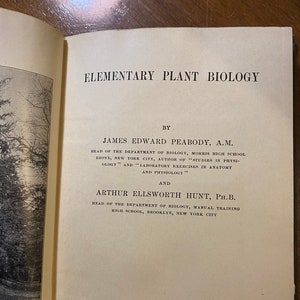 ELEMENTARY PLANT BIOLOGY
BY
JAMES EDWARD PEABODY, A.M.
HEAD OF THE DEPARTMENT OF BIOLOGY, MORRIS HIGH SCHOOL
BRONX, NEW YORK CITY, AUTHOR OF "STUDIES IN PHYSI-
OLOGY" AND "LABORATORY EXERCISES IN ANATOMY
AND PHYSIOLOGY"
AND
ARTHUR ELLSWORTH HUNT, PH.B.
HEAD OF THE DEPARTMENT OF BIOLOGY, MANUAL TRAINING
HIGH SCHOOL, BROOKLYN, NEW YORK CITY